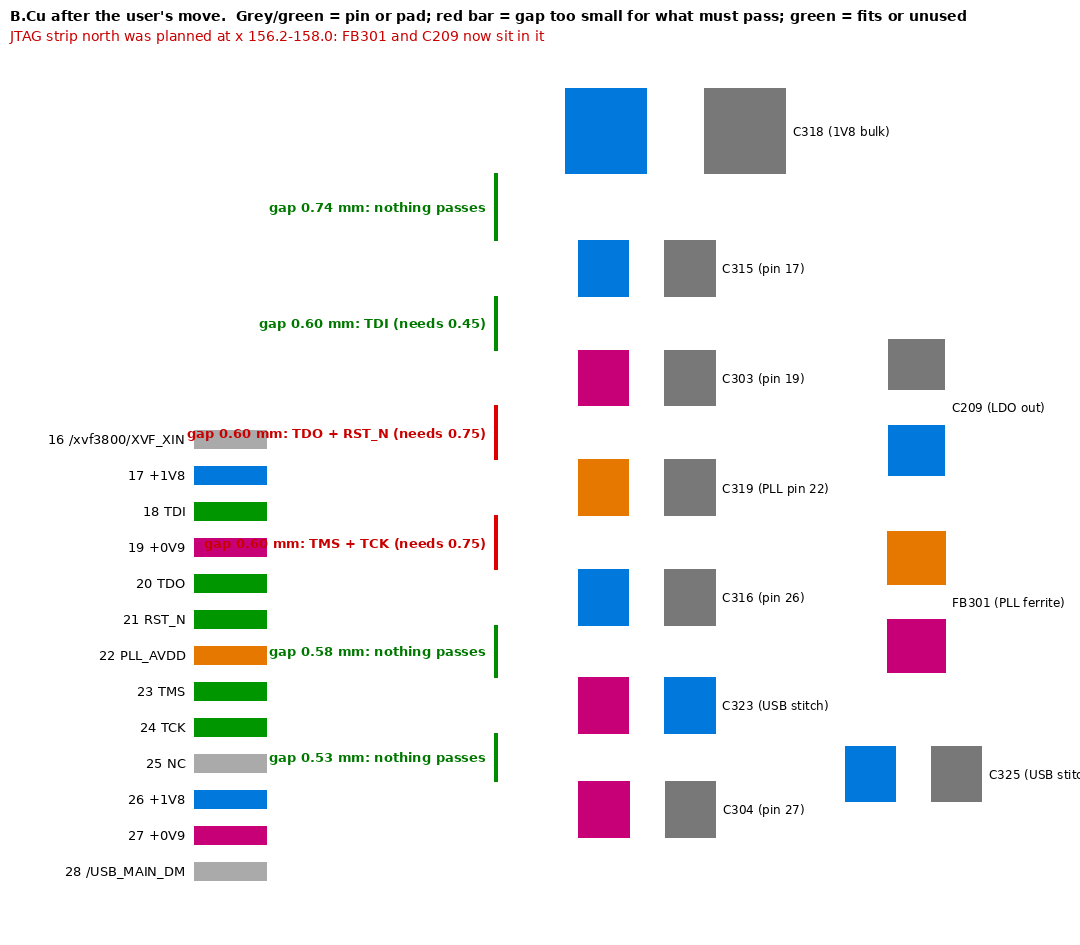 B.Cu after the user's move.  Grey/green = pin or pad; red bar = gap too small for what must pass; green = fits or unused
JTAG strip north was planned at x 156.2-158.0: FB301 and C209 now sit in it
C318 (1V8 bulk)
gap 0.74 mm: nothing passes
C315 (pin 17)
gap 0.60 mm: TDI (needs 0.45)
C303 (pin 19)
C209 (LDO out)
16 /xvf3800/XVF_XIN
gap 0.60 mm: TDO + RST_N (needs 0.75)
17 +1V8
C319 (PLL pin 22)
18 TDI
19 +0V9
gap 0.60 mm: TMS + TCK (needs 0.75)
20 TDO
C316 (pin 26)
FB301 (PLL ferrite)
21 RST_N
22 PLL_AVDD
gap 0.58 mm: nothing passes
23 TMS
C323 (USB stitch)
24 TCK
25 NC
gap 0.53 mm: nothing passes
C325 (USB stitc
26 +1V8
C304 (pin 27)
27 +0V9
28 /USB_MAIN_DM